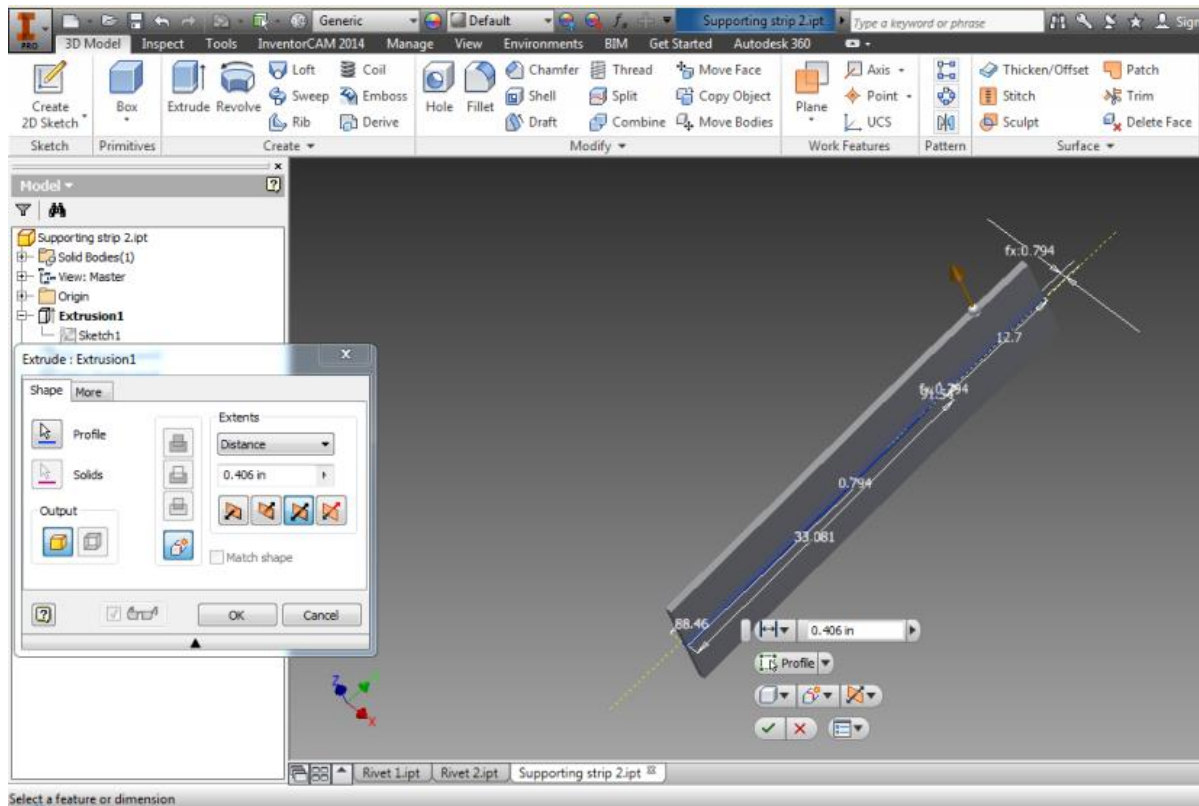 PRO
Generic
Default
Supporting strip 2.ipt
Type a keyword or phrase
Sign
3D Model Inspect Tools InventorCAM 2014 Manage View Environments BIM Get Started Autodesk 360
Create 2D Sketch
Box
Extrude
Revolve
Loft
Coil
Sweep
Emboss
Rib
Derive
Hole
Fillet
Chamfer
Thread
Move Face
Shell
Split
Copy Object
Draft
Combine
Move Bodies
Plane
Axis
Point
UCS
Thicken/Offset
Patch
Stitch
Trim
Sculpt
Delete Face
Sketch Primitives Create Modify Work Features Pattern Surface
Model
Supporting strip 2.ipt
Solid Bodies(1)
View: Master
Origin
Extrusion1
Sketch1
Extrude : Extrusion1
Shape More
Profile
Solids
Output
Extents
Distance
0.406 in
Match shape
OK Cancel
fx:0.794
12.7
0.794
33.081
88.46
0.406 in
Profile
Z
X
Rivet 1.ipt Rivet 2.ipt Supporting strip 2.ipt
Select a feature or dimension